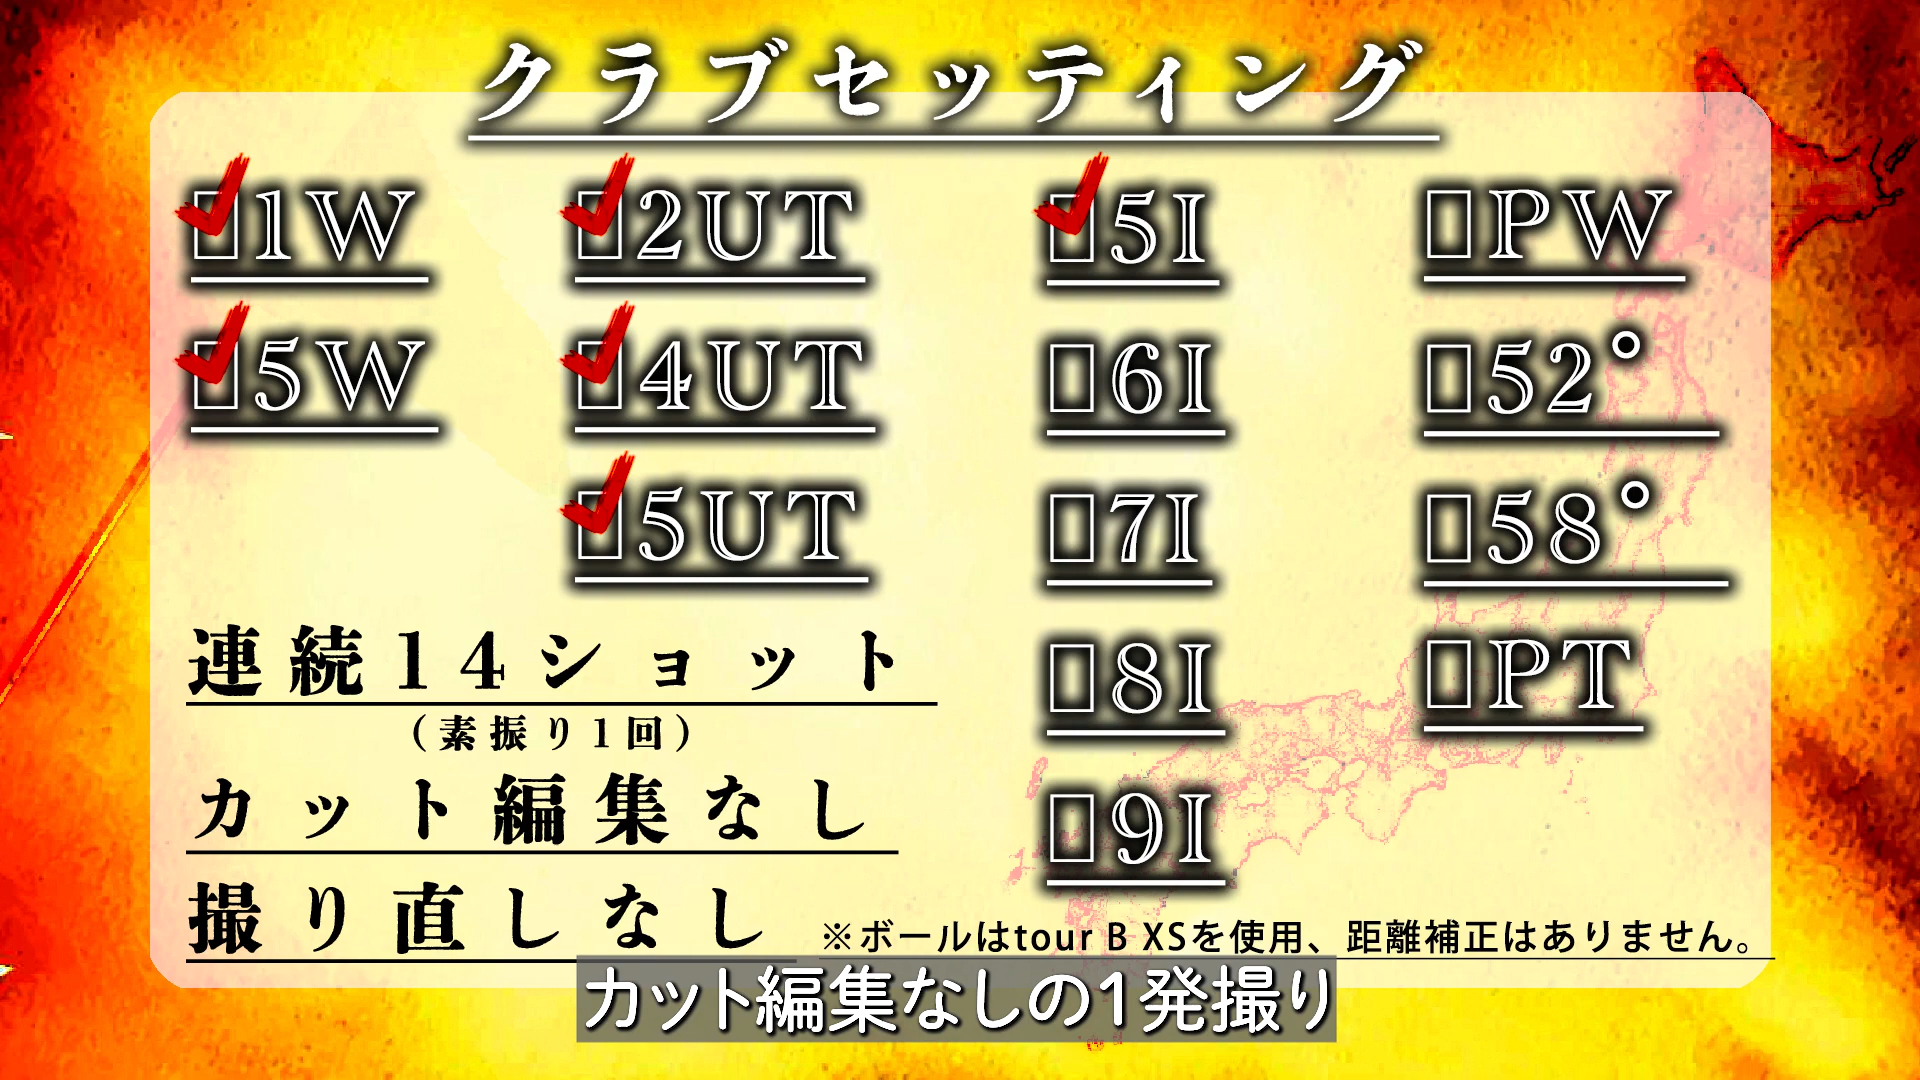 クラブセッティング
□1W
□5W
□2UT
□4UT
□5UT
□5I
□6I
□7I
□8I
□9I
□PW
□52°
□58°
□PT
連続14ショット
(素振り1回)
カット編集なし
撮り直しなし
※ボールはtour B XSを使用、距離補正はありません。
カット編集なしの1発撮り